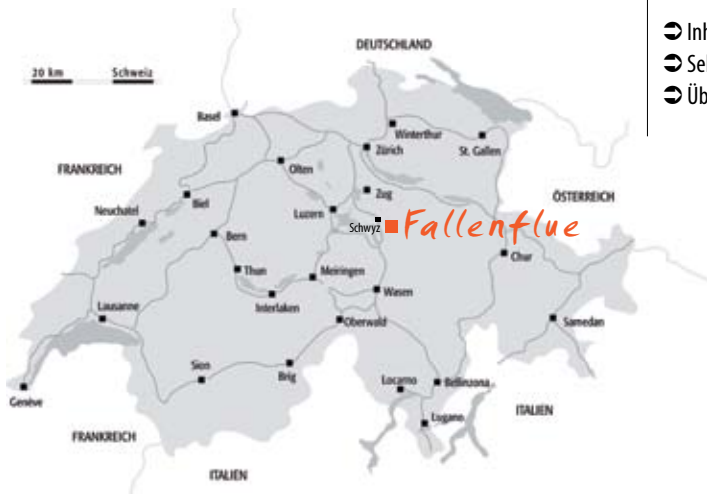 DEUTSCHLAND
20 km Schweiz
Basel
Winterthur
Zürich
St. Gallen
FRANKREICH
Olten
Zug
ÖSTERREICH
Biel
Neuchatel
Luzern
Schwyz
Fallenflue
Bern
Chur
Thun
Meiringen
Wasen
Interlaken
Lausanne
Oberwald
Samedan
Sion
Brig
Locarno
Bellinzona
Genève
Lugano
ITALIEN
FRANKREICH
ITALIEN